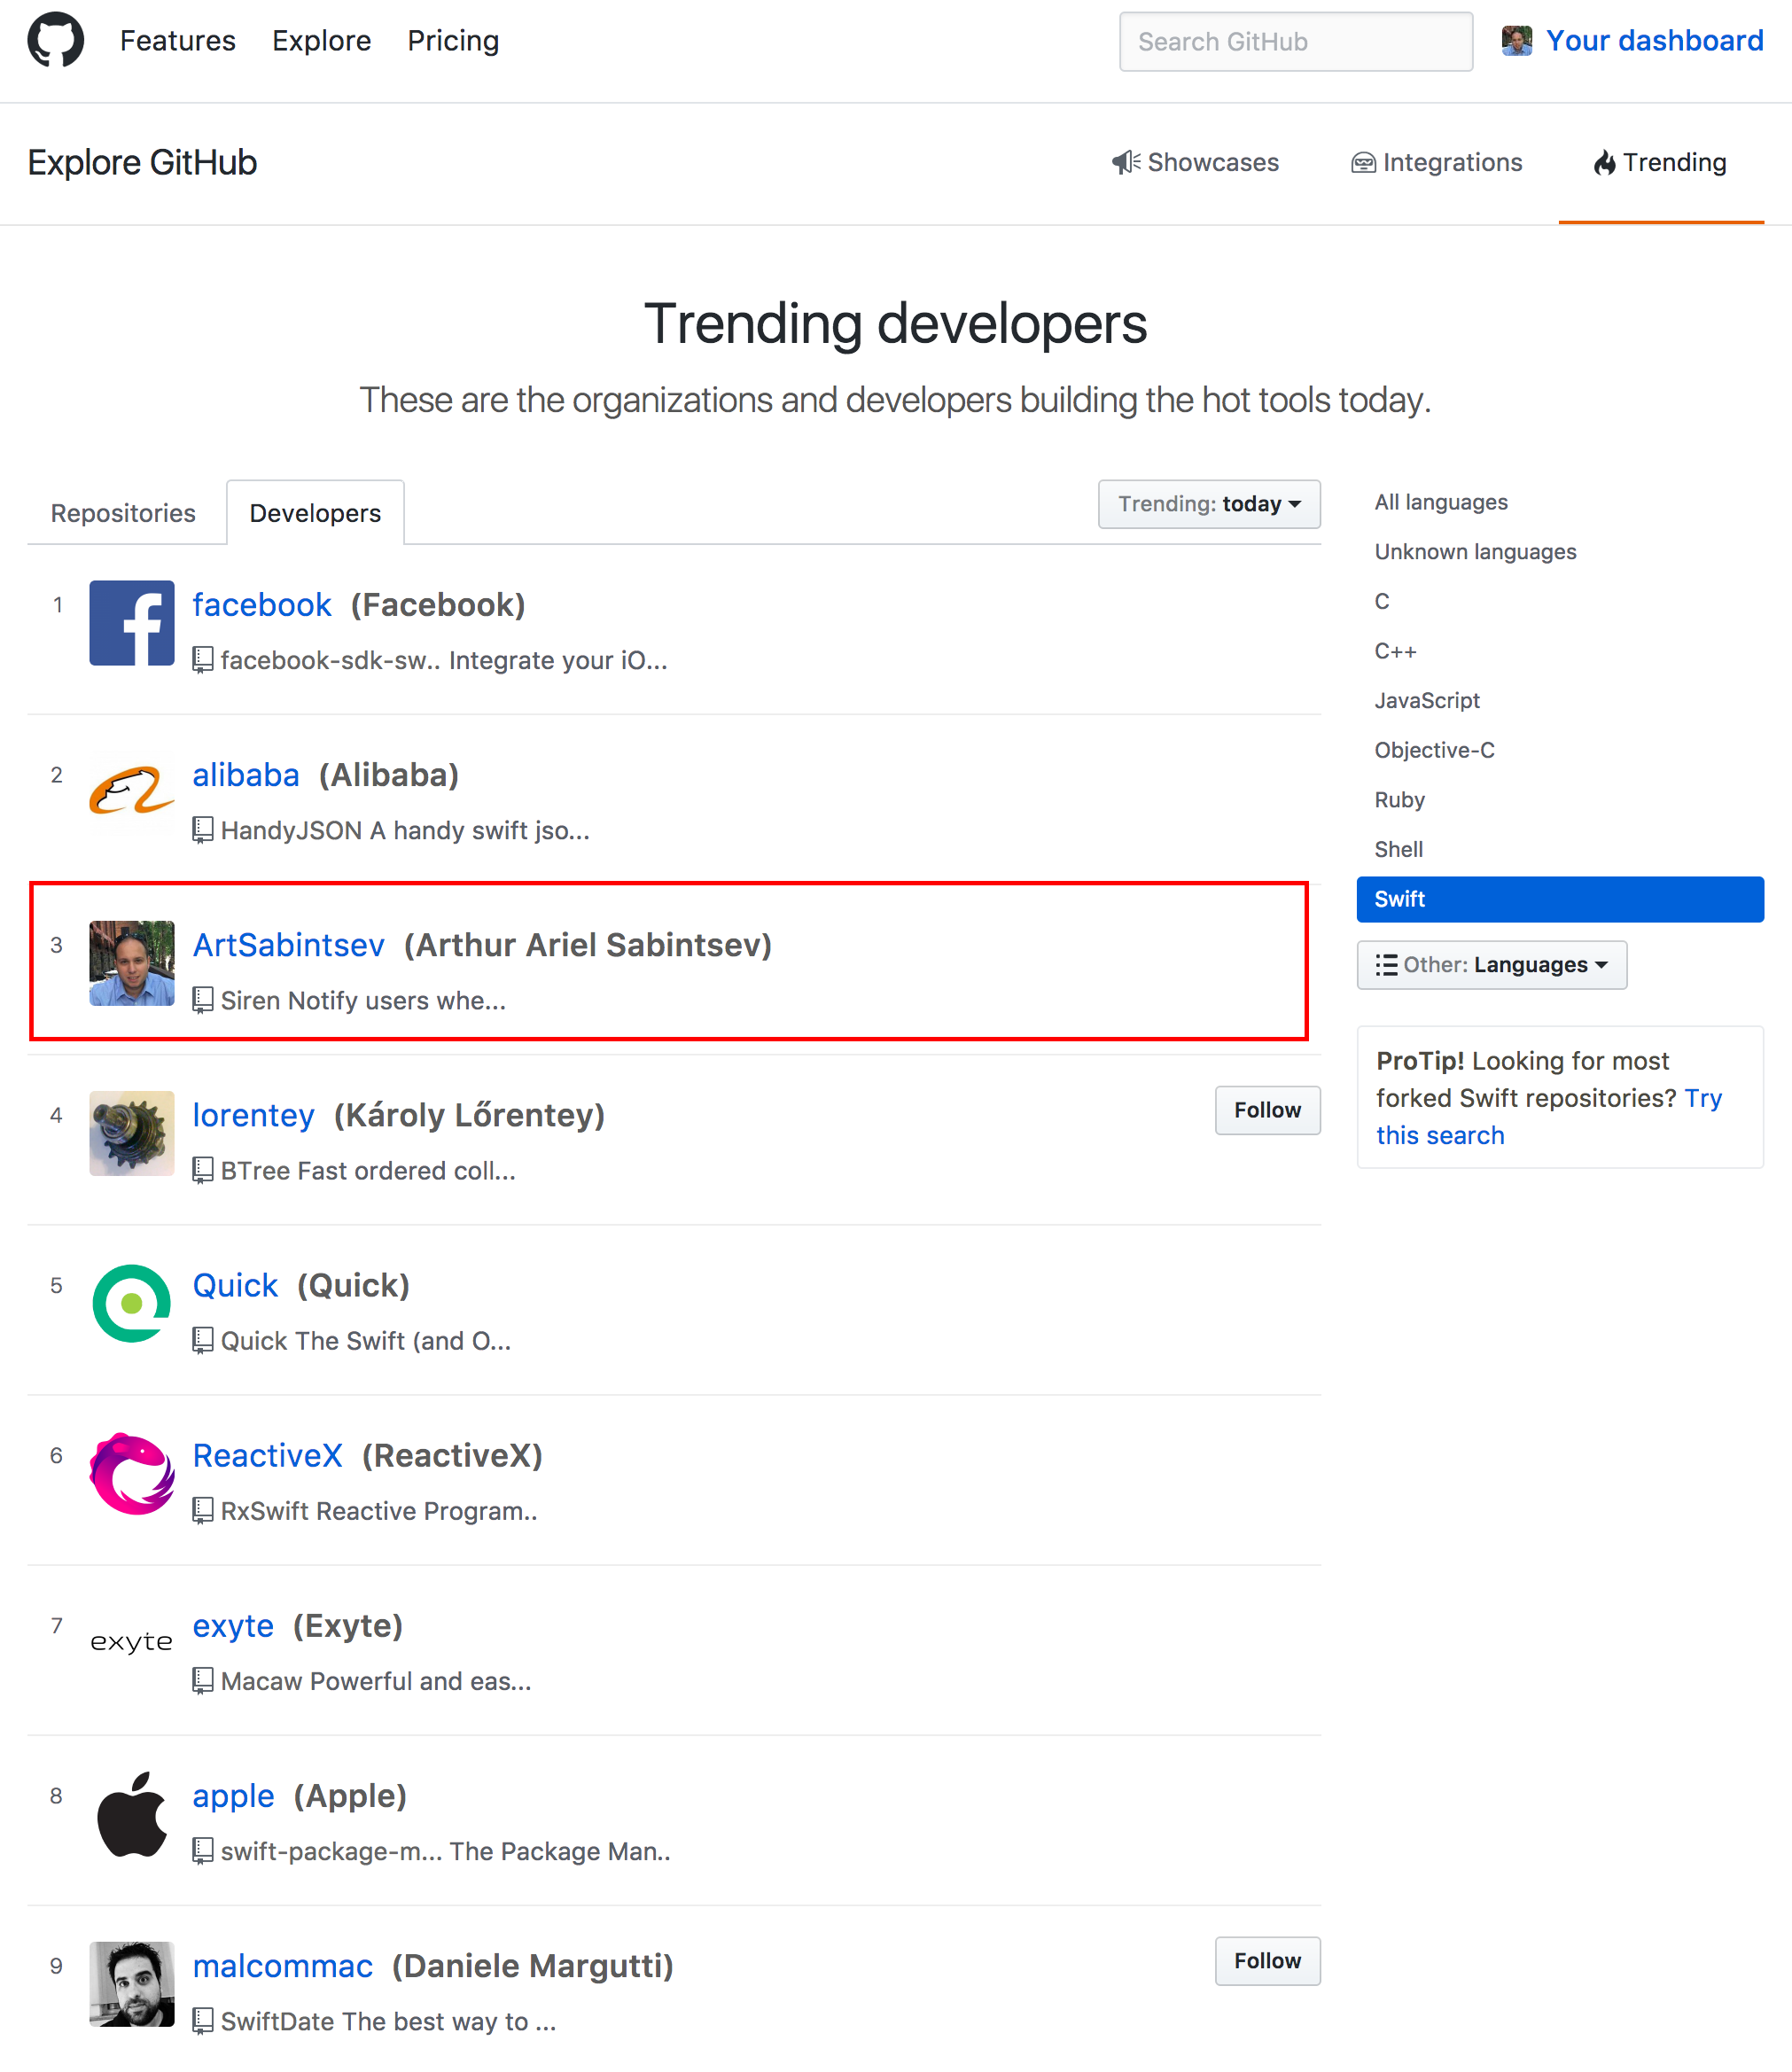 Features Explore Pricing Search GitHub Your dashboard
Explore GitHub Showcases Integrations Trending
Trending developers
These are the organizations and developers building the hot tools today.
Repositories Developers Trending: today
1 facebook (Facebook)
facebook-sdk-sw.. Integrate your iO...
2 alibaba (Alibaba)
HandyJSON A handy swift jso...
3 ArtSabintsev (Arthur Ariel Sabintsev)
Siren Notify users whe...
4 lorentey (Károly Lőrentey) Follow
BTree Fast ordered coll...
5 Quick (Quick)
Quick The Swift (and O...
6 ReactiveX (ReactiveX)
RxSwift Reactive Program..
7 exyte exyte (Exyte)
Macaw Powerful and eas...
8 apple (Apple)
swift-package-m... The Package Man..
9 malcommac (Daniele Margutti) Follow
SwiftDate The best way to ...
All languages
Unknown languages
C
C++
JavaScript
Objective-C
Ruby
Shell
Swift
Other: Languages
ProTip! Looking for most
forked Swift repositories? Try
this search